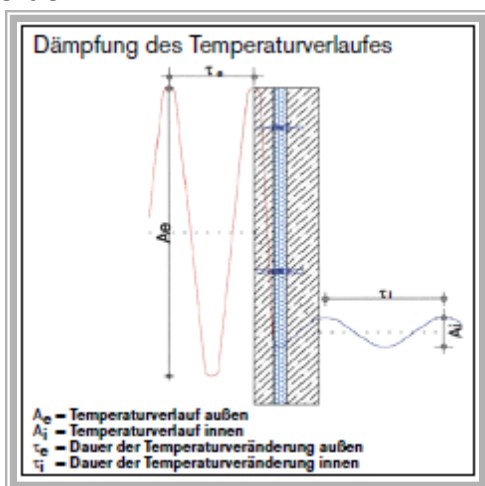 Dämpfung des Temperaturverlaufes
τe
Ae
τi
Ai
Ae = Temperaturverlauf außen
Ai = Temperaturverlauf innen
τe = Dauer der Temperaturveränderung außen
τi = Dauer der Temperaturveränderung innen